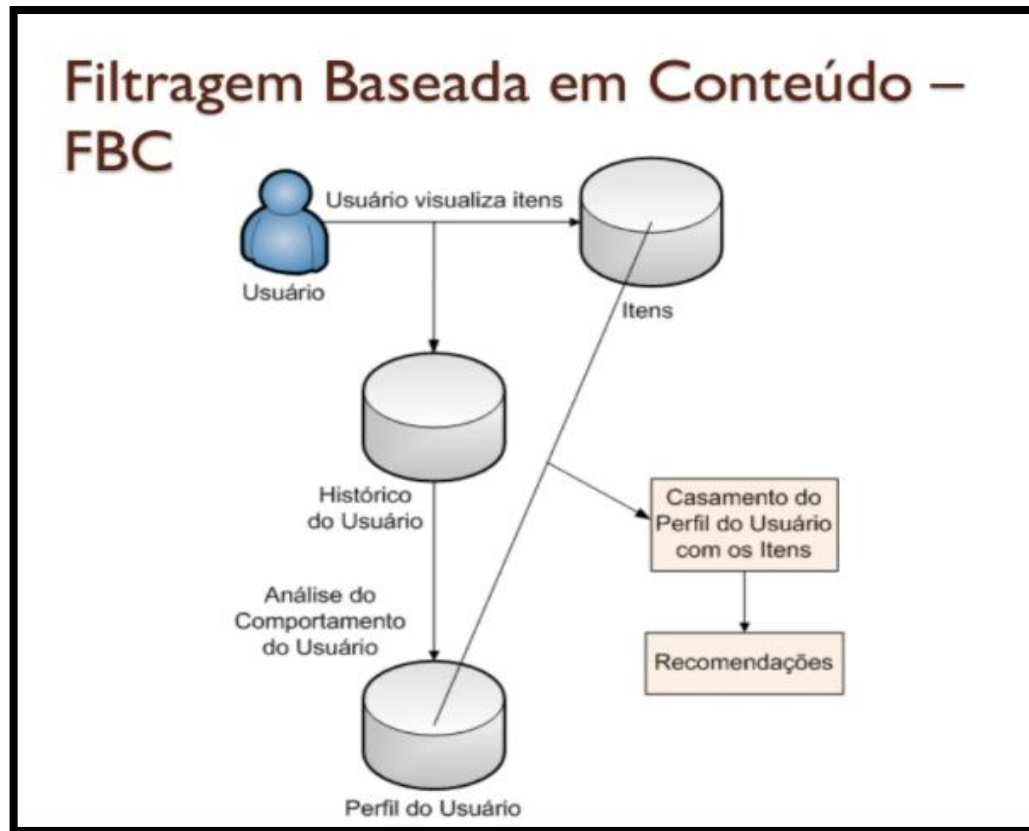 Filtragem Baseada em Conteúdo –
FBC
Usuário visualiza itens
Usuário
Itens
Histórico
do Usuário
Casamento do
Perfil do Usuário
com os Itens
Análise do
Comportamento
do Usuário
Recomendações
Perfil do Usuário